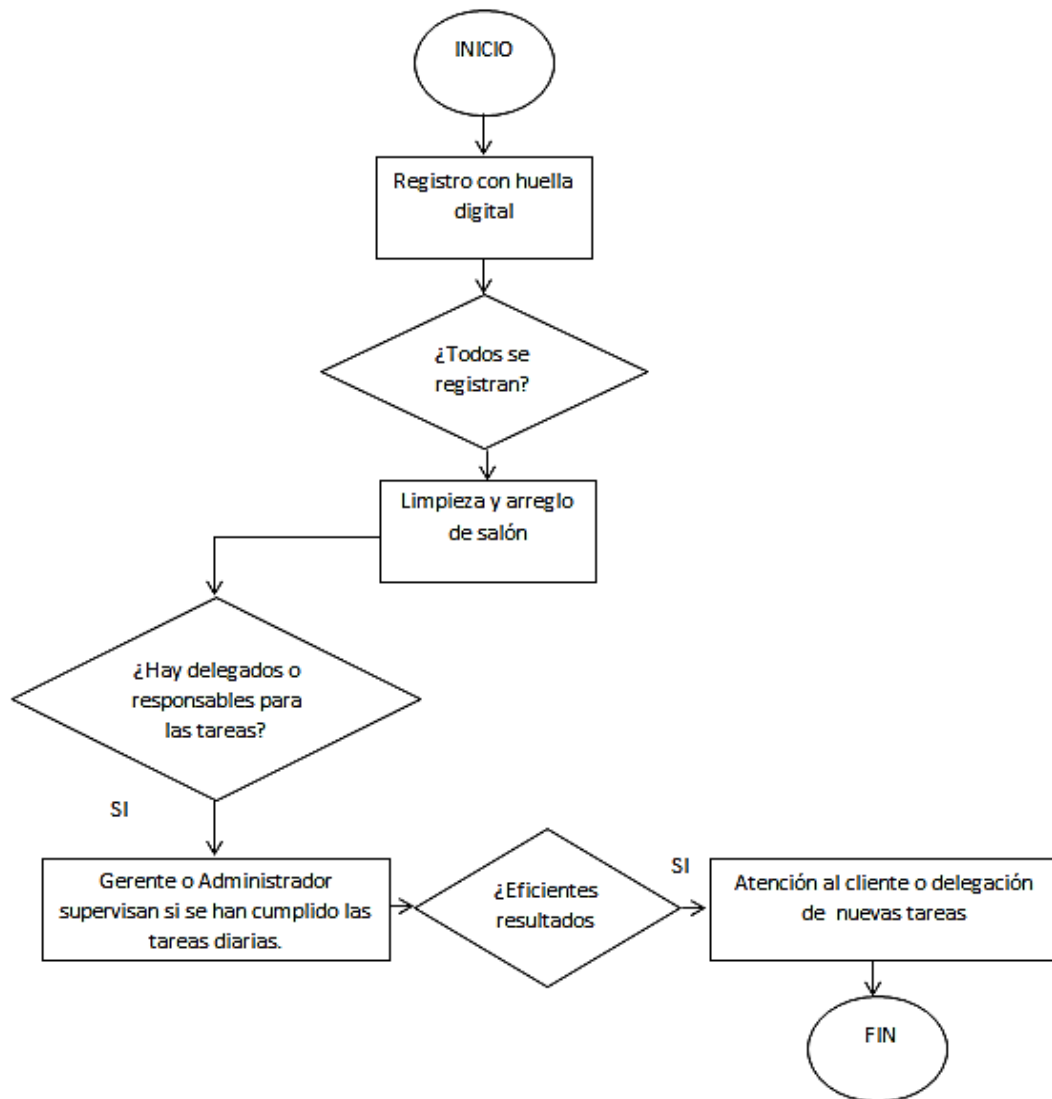 INICIO
Registro con huella
digital
¿Todos se
registran?
Limpieza y arreglo
de salón
¿Hay delegados o
responsables para
las tareas?
SI
Gerente o Administrador
supervisan si se han cumplido las
tareas diarias.
¿Eficientes
resultados
SI
Atención al cliente o delegación
de nuevas tareas
FIN